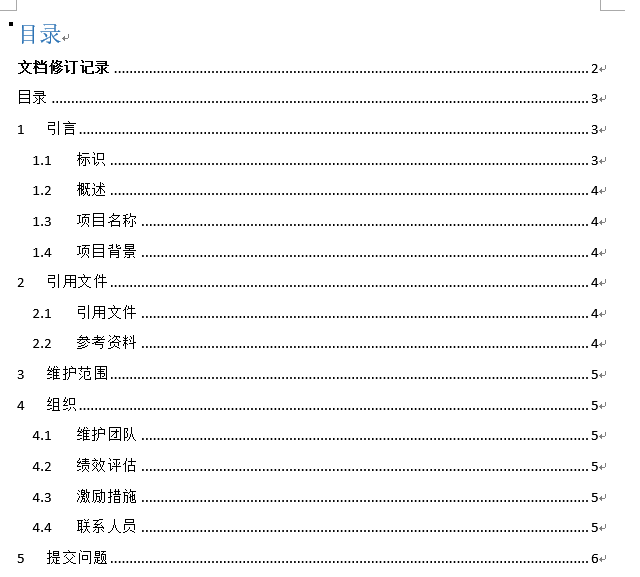 目录
文档修订记录 2
目录 3
1 引言 3
1.1 标识 3
1.2 概述 4
1.3 项目名称 4
1.4 项目背景 4
2 引用文件 4
2.1 引用文件 4
2.2 参考资料 4
3 维护范围 5
4 组织 5
4.1 维护团队 5
4.2 绩效评估 5
4.3 激励措施 5
4.4 联系人员 5
5 提交问题 6